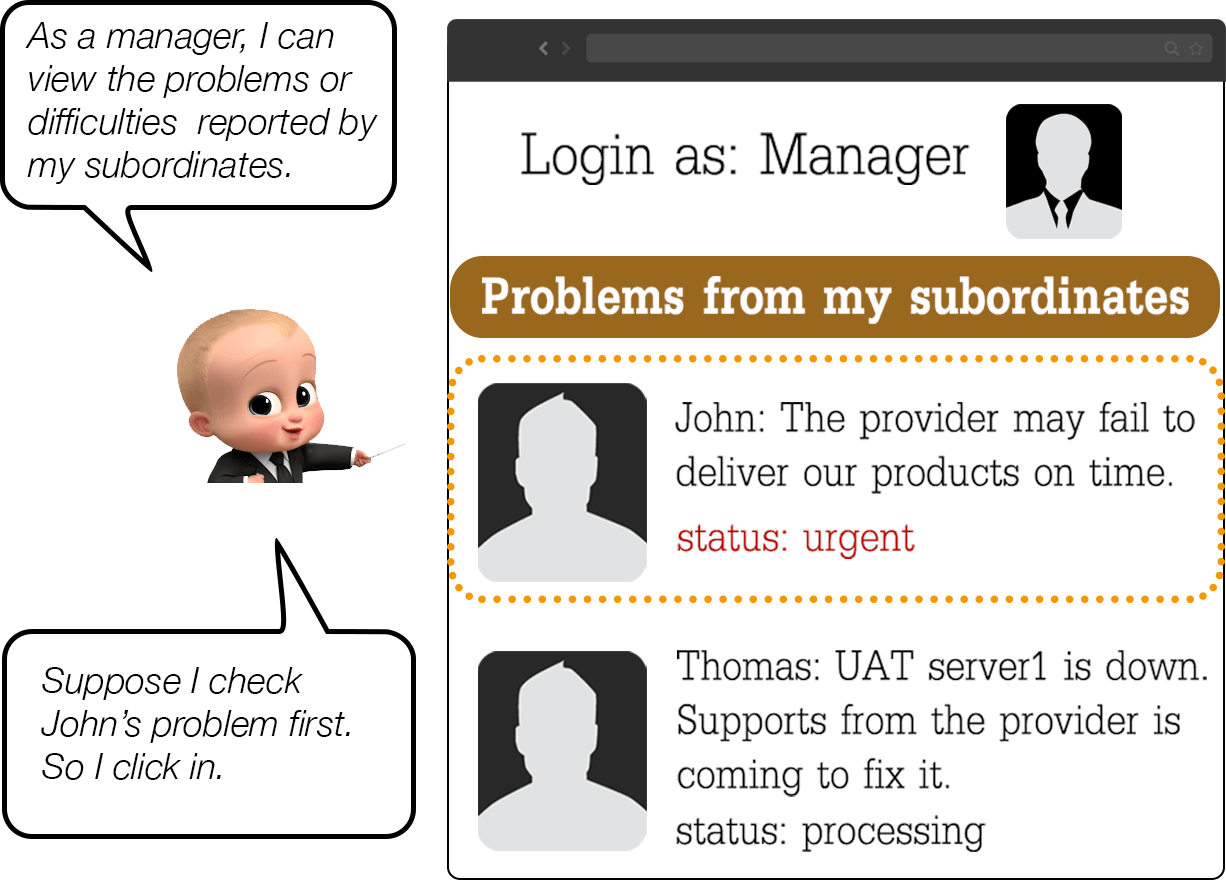 As a manager, I can
view the problems or
difficulties  reported by
my subordinates.
Login as: Manager
Problems from my subordinates
John: The provider may fail to
deliver our products on time.
status: urgent
Suppose I check
John’s problem first.
So I click in.
Thomas: UAT server1 is down.
Supports from the provider is
coming to fix it.
status: processing